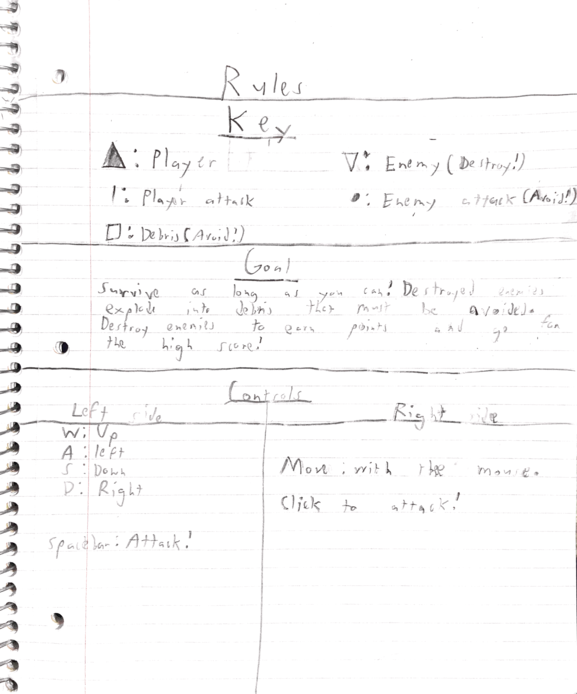 Rules
Key
▲: Player
▽: Enemy (Destroy!)
|: Player attack
•: Enemy attack (Avoid!)
□: Debris (Avoid!)
Goal
Survive as long as you can! Destroyed enemies
explode into debris that must be avoided.
Destroy enemies to earn points and go for
the high score!
Controls
Left side
Right side
W: Up
A: left
S: Down
D: Right
Spacebar: Attack!
Move: with the mouse.
Click to attack!